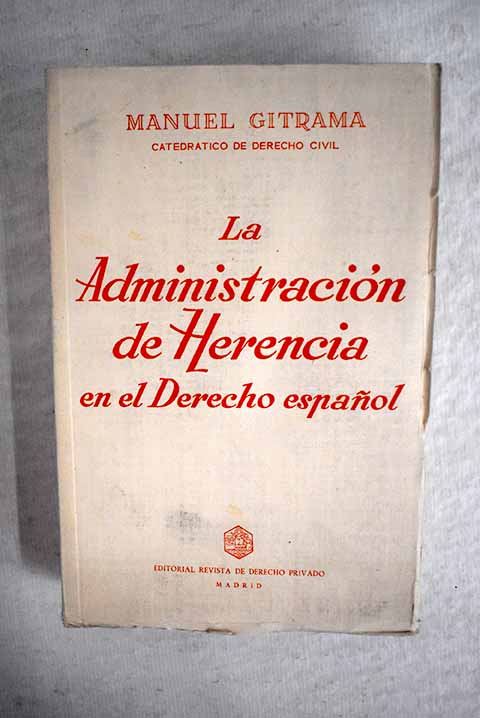 MANUEL GITRAMA
CATEDRATICO DE DERECHO CIVIL
La
Administración
de Herencia
en el Derecho español
EDITORIAL REVISTA DE DERECHO PRIVADO
MADRID